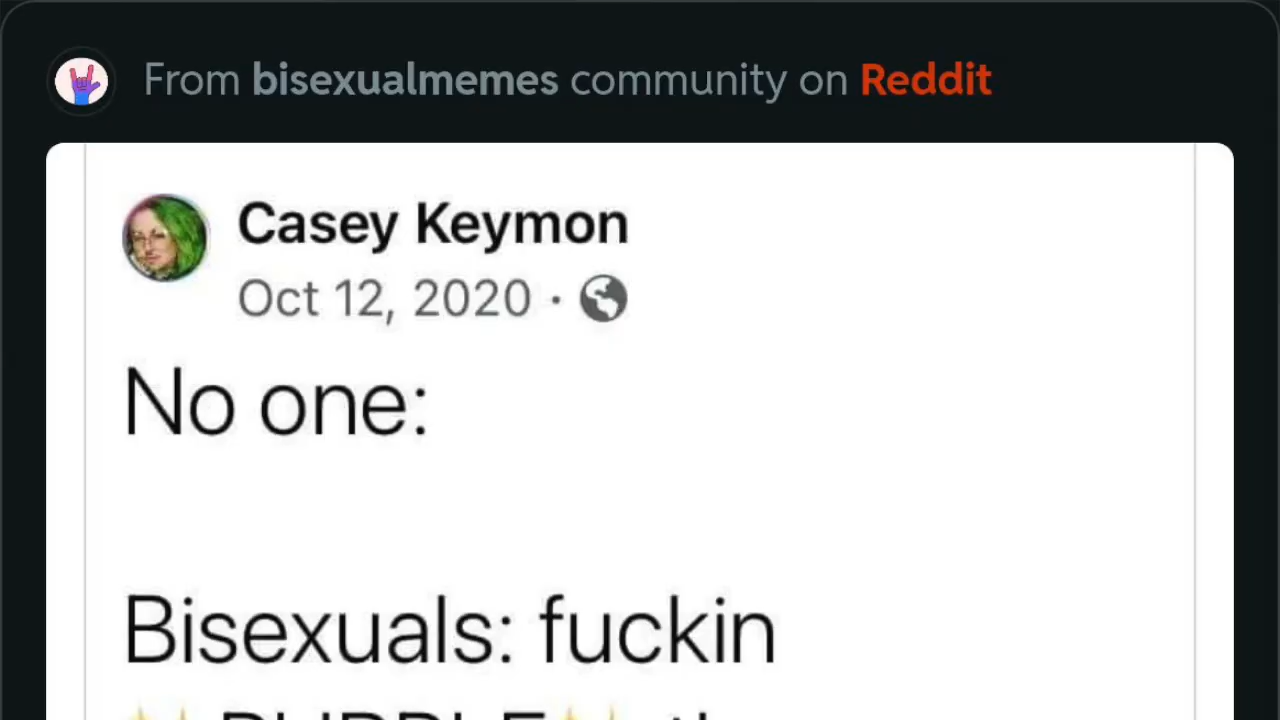 From bisexualmemes community on Reddit
Casey Keymon
Oct 12, 2020 ·
No one:
Bisexuals: fuckin